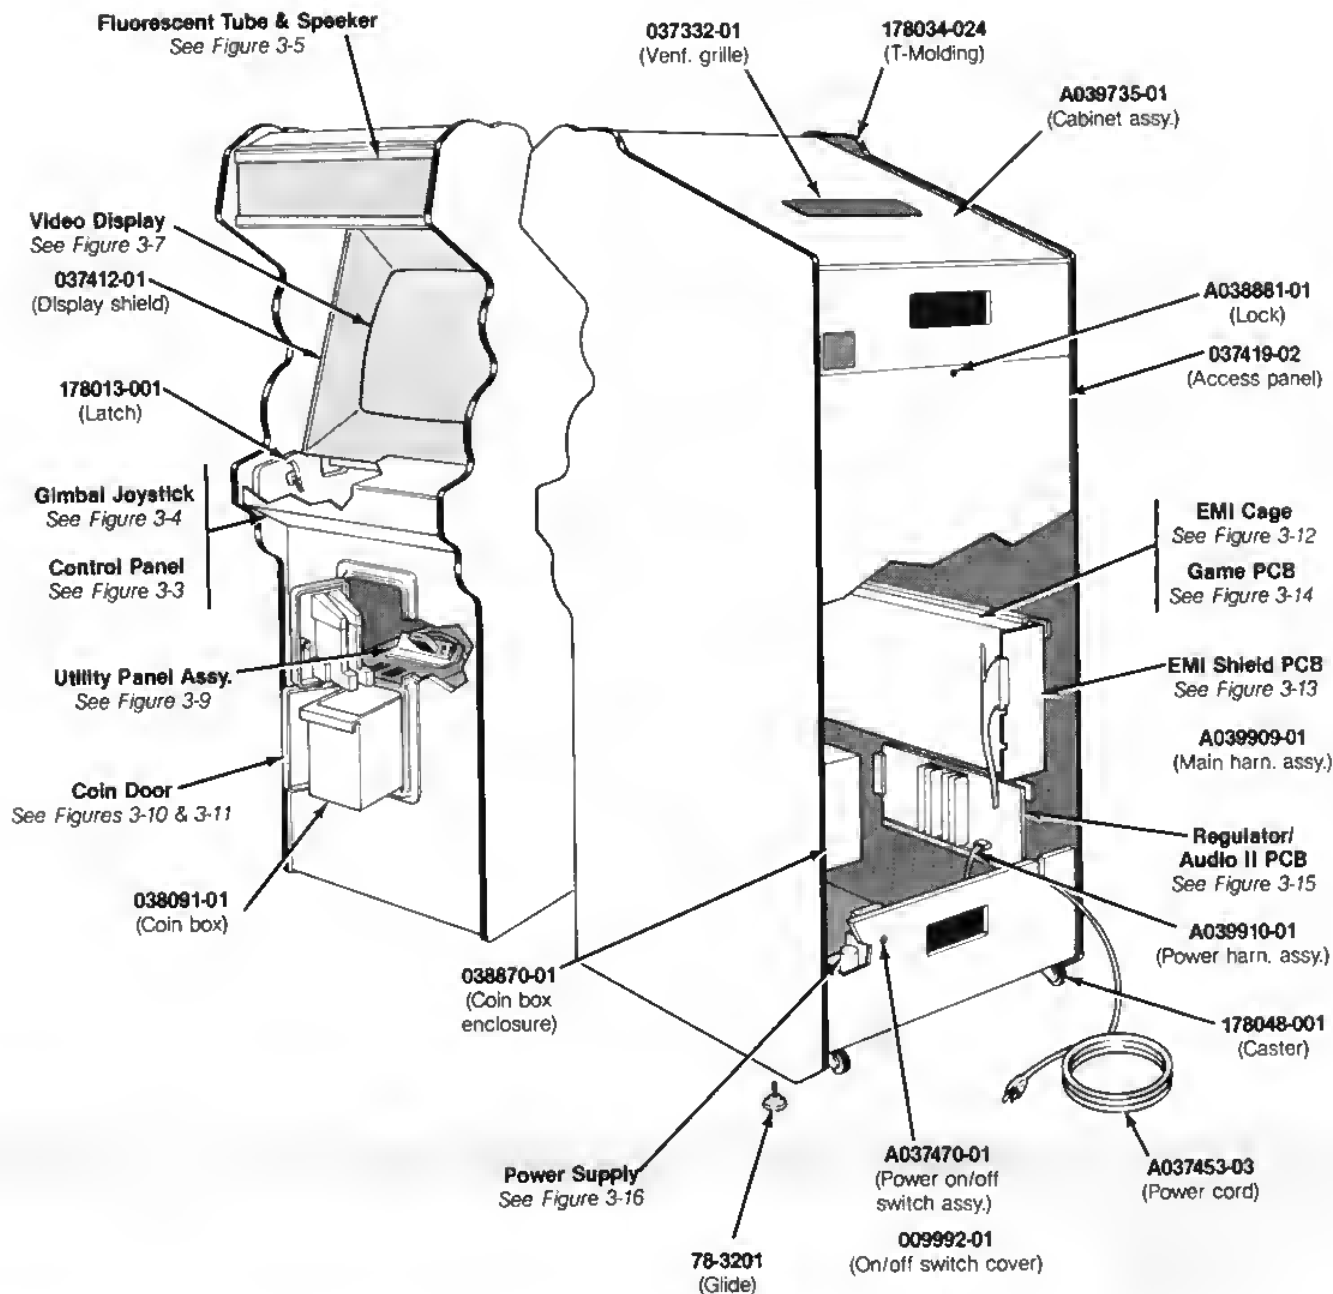 Fluorescent Tube & Speeker
See Figure 3-5
037332-01
(Venf. grille)
178034-024
(T-Molding)
A039735-01
(Cabinet assy.)
Video Display
See Figure 3-7
037412-01
(Display shield)
178013-001
(Latch)
Gimbal Joystick
See Figure 3-4
Control Panel
See Figure 3-3
Utility Panel Assy.
See Figure 3-9
Coin Door
See Figures 3-10 & 3-11
038091-01
(Coin box)
A038881-01
(Lock)
037419-02
(Access panel)
EMI Cage
See Figure 3-12
Game PCB
See Figure 3-14
EMI Shield PCB
See Figure 3-13
A039909-01
(Main harn. assy.)
Regulator/
Audio II PCB
See Figure 3-15
A039910-01
(Power harn. assy.)
178048-001
(Caster)
038870-01
(Coin box
enclosure)
Power Supply
See Figure 3-16
78-3201
(Glide)
A037470-01
(Power on/off
switch assy.)
009992-01
(On/off switch cover)
A037453-03
(Power cord)